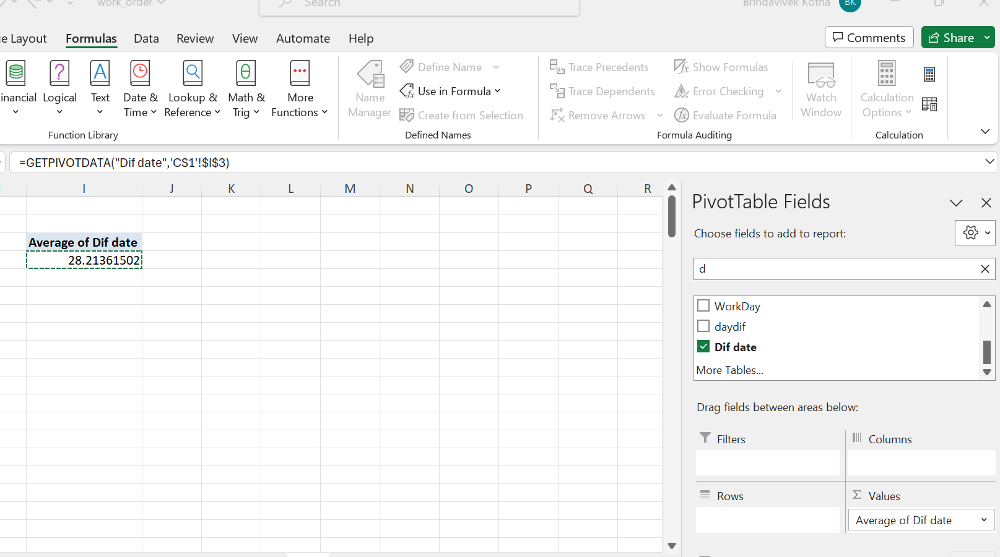 work_order
Search
Brindavivek Kotha
BK
e Layout
Formulas
Data
Review
View
Automate
Help
Comments
Share
inancial
Logical
Text
Date &
Time
Lookup &
Reference
Math &
Trig
More
Functions
Function Library
Name
Manager
Define Name
Use in Formula
Create from Selection
Defined Names
Trace Precedents
Trace Dependents
Remove Arrows
Show Formulas
Error Checking
Evaluate Formula
Formula Auditing
Watch
Window
Calculation
Options
Calculation
=GETPIVOTDATA("Dif date",'CS1'!$I$3)
I J K L M N O P Q R
Average of Dif date
28.21361502
PivotTable Fields
Choose fields to add to report:
d
WorkDay
daydif
Dif date
More Tables...
Drag fields between areas below:
Filters
Columns
Rows
Σ Values
Average of Dif date